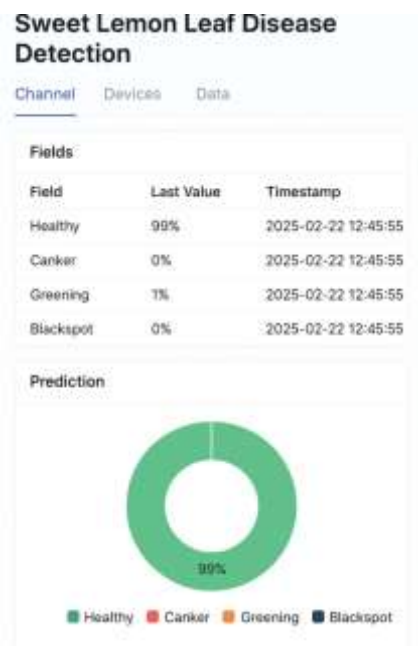 Sweet Lemon Leaf Disease
Detection
Channel Devices Data
Fields
Field Last Value Timestamp
Healthy 99% 2025-02-22 12:45:55
Canker 0% 2025-02-22 12:45:55
Greening 1% 2025-02-22 12:45:55
Blackspot 0% 2025-02-22 12:45:55
Prediction
99%
Healthy Canker Greening Blackspot